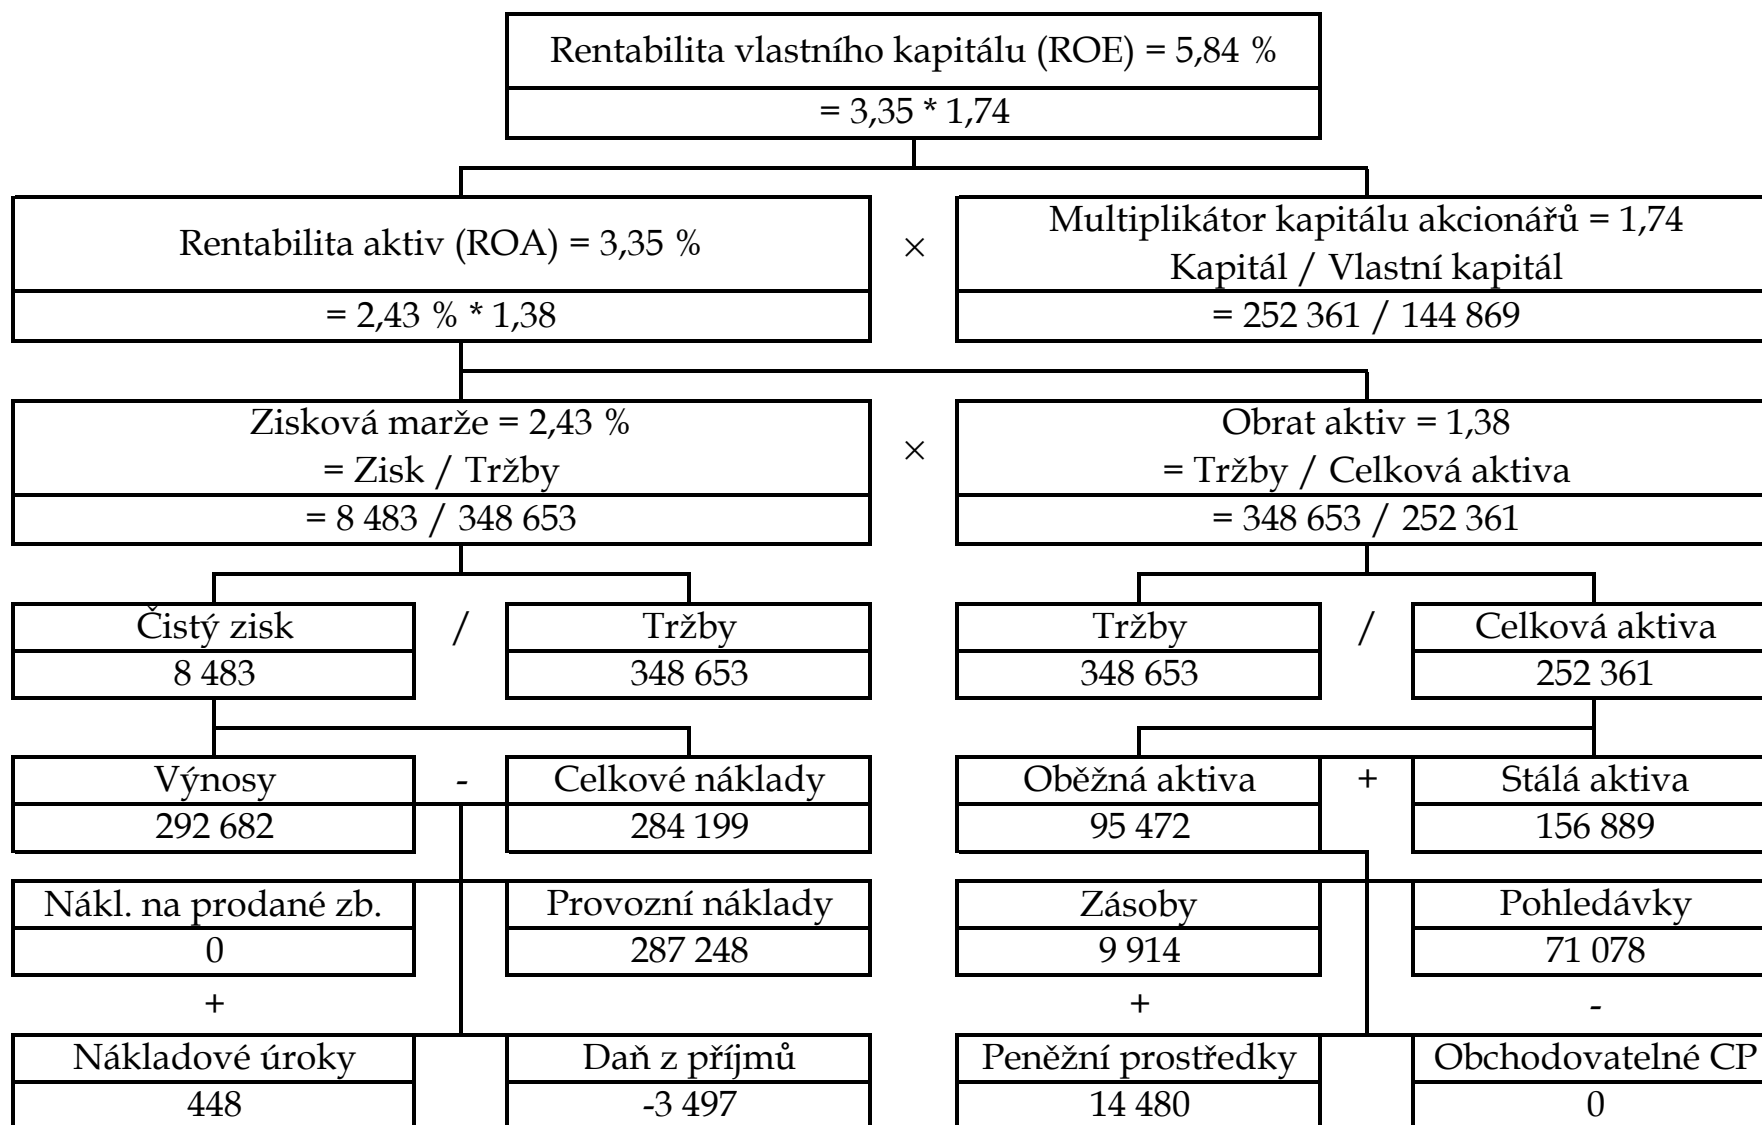 Rentabilita vlastního kapitálu (ROE) = 5,84 %
= 3,35 * 1,74
Rentabilita aktiv (ROA) = 3,35 %
= 2,43 % * 1,38
×
Multiplikátor kapitálu akcionářů = 1,74
Kapitál / Vlastní kapitál
= 252 361 / 144 869
Zisková marže = 2,43 %
= Zisk / Tržby
= 8 483 / 348 653
×
Obrat aktiv = 1,38
= Tržby / Celková aktiva
= 348 653 / 252 361
Čistý zisk
8 483
/
Tržby
348 653
Tržby
348 653
/
Celková aktiva
252 361
Výnosy
292 682
-
Celkové náklady
284 199
Oběžná aktiva
95 472
+
Stálá aktiva
156 889
Nákl. na prodané zb.
0
Provozní náklady
287 248
Zásoby
9 914
Pohledávky
71 078
+
+
-
Nákladové úroky
448
Daň z příjmů
-3 497
Peněžní prostředky
14 480
Obchodovatelné CP
0